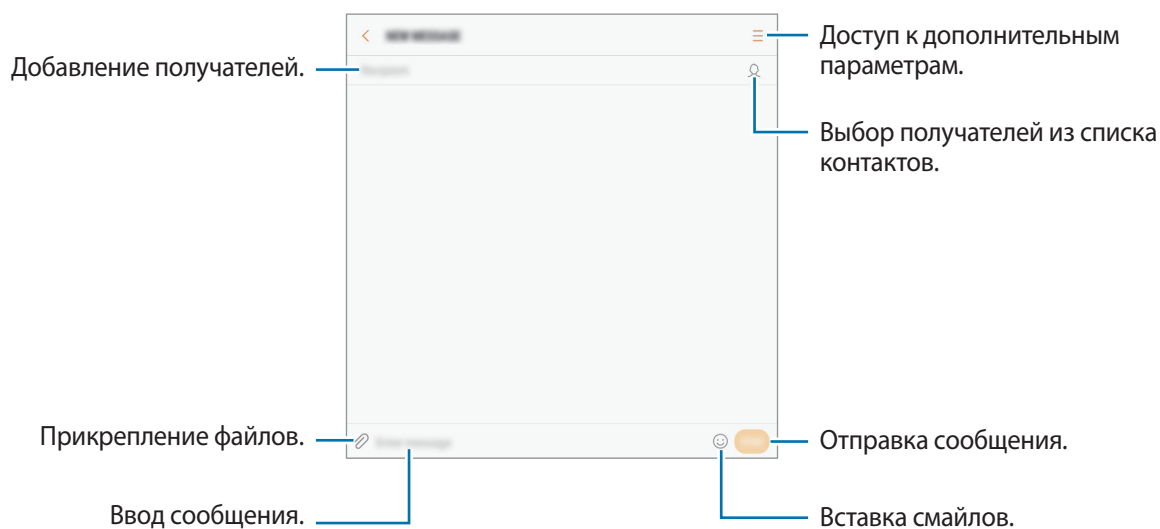 Доступ к дополнительным
параметрам.
Добавление получателей.
Выбор получателей из списка
контактов.
Прикрепление файлов.
Отправка сообщения.
Ввод сообщения.
Вставка смайлов.